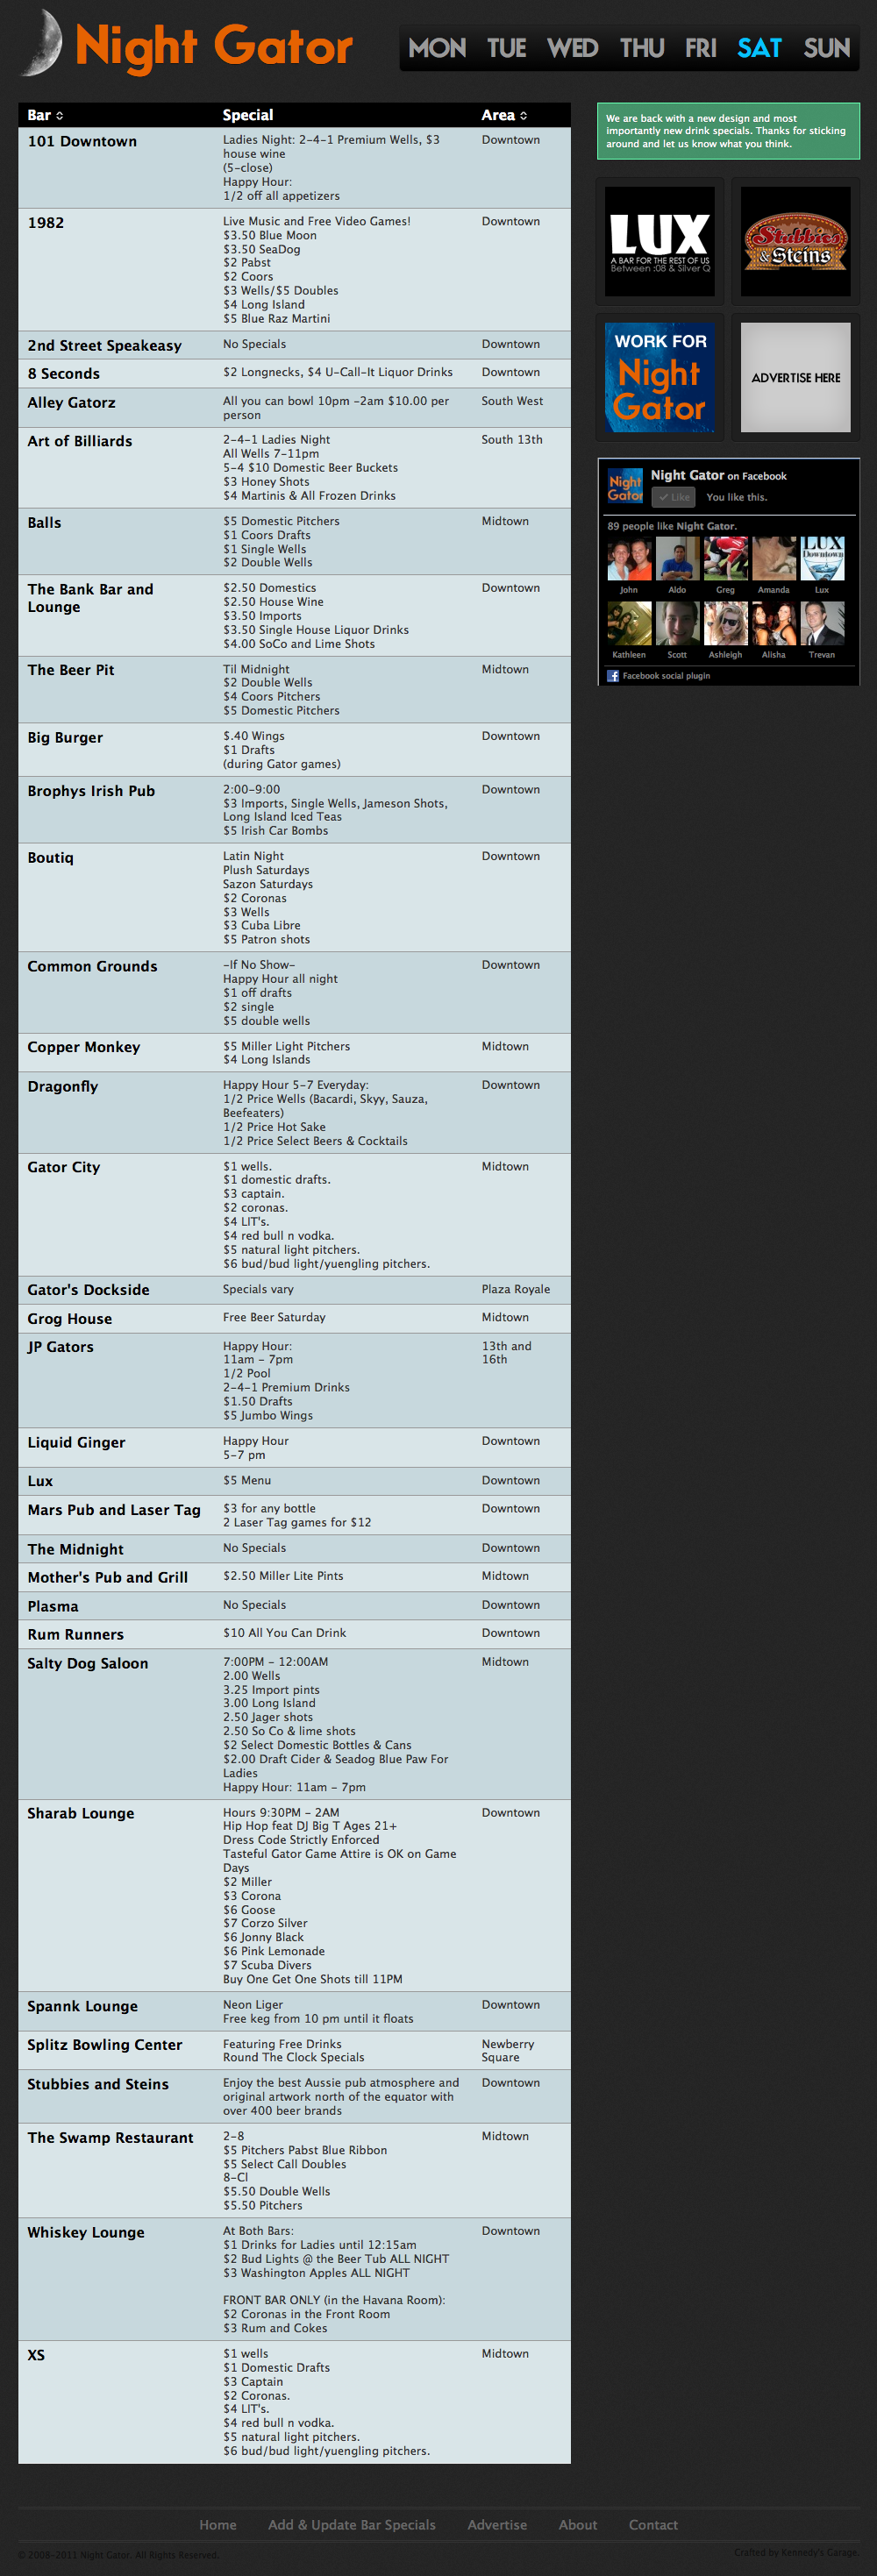 Night Gator
MON TUE WED THU FRI SAT SUN
Bar Special Area
101 Downtown
Ladies Night: 2-4-1 Premium Wells, $3
house wine
(5-close)
Happy Hour:
1/2 off all appetizers
Downtown
1982
Live Music and Free Video Games!
$3.50 Blue Moon
$3.50 SeaDog
$2 Pabst
$2 Coors
$3 Wells/$5 Doubles
$4 Long Island
$5 Blue Raz Martini
Downtown
2nd Street Speakeasy
No Specials
Downtown
8 Seconds
$2 Longnecks, $4 U-Call-It Liquor Drinks
Downtown
Alley Gatorz
All you can bowl 10pm -2am $10.00 per
person
South West
Art of Billiards
2-4-1 Ladies Night
All Wells 7-11pm
5-4 $10 Domestic Beer Buckets
$3 Honey Shots
$4 Martinis & All Frozen Drinks
South 13th
Balls
$5 Domestic Pitchers
$1 Coors Drafts
$1 Single Wells
$2 Double Wells
Midtown
The Bank Bar and
Lounge
$2.50 Domestics
$2.50 House Wine
$3.50 Imports
$3.50 Single House Liquor Drinks
$4.00 SoCo and Lime Shots
Downtown
The Beer Pit
Til Midnight
$2 Double Wells
$4 Coors Pitchers
$5 Domestic Pitchers
Midtown
Big Burger
$.40 Wings
$1 Drafts
(during Gator games)
Downtown
Brophys Irish Pub
2:00-9:00
$3 Imports, Single Wells, Jameson Shots,
Long Island Iced Teas
$5 Irish Car Bombs
Downtown
Boutiq
Latin Night
Plush Saturdays
Sazon Saturdays
$2 Coronas
$3 Wells
$3 Cuba Libre
$5 Patron shots
Downtown
Common Grounds
-If No Show-
Happy Hour all night
$1 off drafts
$2 single
$5 double wells
Downtown
Copper Monkey
$5 Miller Light Pitchers
$4 Long Islands
Midtown
Dragonfly
Happy Hour 5-7 Everyday:
1/2 Price Wells (Bacardi, Skyy, Sauza,
Beefeaters)
1/2 Price Hot Sake
1/2 Price Select Beers & Cocktails
Downtown
Gator City
$1 wells.
$1 domestic drafts.
$3 captain.
$2 coronas.
$4 LIT's.
$4 red bull n vodka.
$5 natural light pitchers.
$6 bud/bud light/yuengling pitchers.
Midtown
Gator's Dockside
Specials vary
Plaza Royale
Grog House
Free Beer Saturday
Midtown
JP Gators
Happy Hour:
11am - 7pm
1/2 Pool
2-4-1 Premium Drinks
$1.50 Drafts
$5 Jumbo Wings
13th and
16th
Liquid Ginger
Happy Hour
5-7 pm
Downtown
Lux
$5 Menu
Downtown
Mars Pub and Laser Tag
$3 for any bottle
2 Laser Tag games for $12
Downtown
The Midnight
No Specials
Downtown
Mother's Pub and Grill
$2.50 Miller Lite Pints
Midtown
Plasma
No Specials
Downtown
Rum Runners
$10 All You Can Drink
Downtown
Salty Dog Saloon
7:00PM - 12:00AM
2.00 Wells
3.25 Import pints
3.00 Long Island
2.50 Jager shots
2.50 So Co & lime shots
$2 Select Domestic Bottles & Cans
$2.00 Draft Cider & Seadog Blue Paw For
Ladies
Happy Hour: 11am - 7pm
Midtown
Sharab Lounge
Hours 9:30PM - 2AM
Hip Hop feat DJ Big T Ages 21+
Dress Code Strictly Enforced
Tasteful Gator Game Attire is OK on Game
Days
$2 Miller
$3 Corona
$6 Goose
$7 Corzo Silver
$6 Jonny Black
$6 Pink Lemonade
$7 Scuba Divers
Buy One Get One Shots till 11PM
Downtown
Spannk Lounge
Neon Liger
Free keg from 10 pm until it floats
Downtown
Splitz Bowling Center
Featuring Free Drinks
Round The Clock Specials
Newberry
Square
Stubbies and Steins
Enjoy the best Aussie pub atmosphere and
original artwork north of the equator with
over 400 beer brands
Downtown
The Swamp Restaurant
2-8
$5 Pitchers Pabst Blue Ribbon
$5 Select Call Doubles
8-Cl
$5.50 Double Wells
$5.50 Pitchers
Midtown
Whiskey Lounge
At Both Bars:
$1 Drinks for Ladies until 12:15am
$2 Bud Lights @ the Beer Tub ALL NIGHT
$3 Washington Apples ALL NIGHT
FRONT BAR ONLY (in the Havana Room):
$2 Coronas in the Front Room
$3 Rum and Cokes
Downtown
XS
$1 wells
$1 Domestic Drafts
$3 Captain
$2 Coronas.
$4 LIT's.
$4 red bull n vodka.
$5 natural light pitchers.
$6 bud/bud light/yuengling pitchers.
Midtown
We are back with a new design and most
importantly new drink specials. Thanks for sticking
around and let us know what you think.
LUX
A BAR FOR THE REST OF US
Between :08 & Silver Q
Stubbies
& Steins
WORK FOR
Night
Gator
ADVERTISE HERE
Night
Gator
Night Gator on Facebook
Like You like this.
89 people like Night Gator.
LUX
Downtown
John Aldo Greg Amanda Lux
Kathleen Scott Ashleigh Alisha Trevan
Facebook social plugin
Home Add & Update Bar Specials Advertise About Contact
© 2008-2011 Night Gator. All Rights Reserved.
Crafted by Kennedy's Garage.